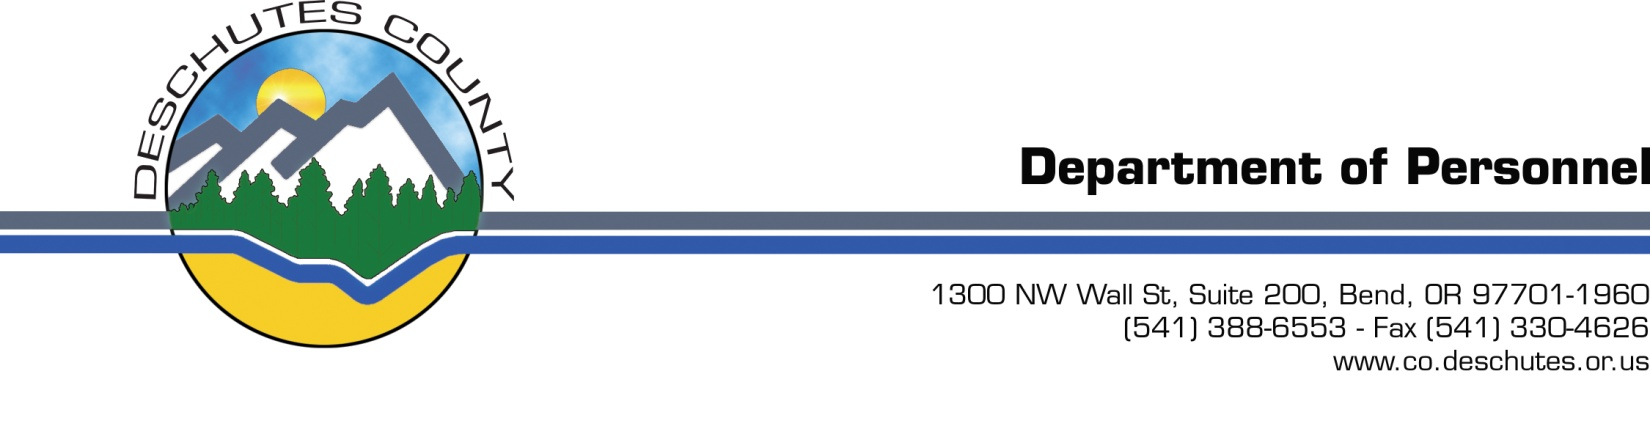 DESCHUTES COUNTY
Department of Personnel
1300 NW Wall St, Suite 200, Bend, OR 97701-1960
(541) 388-6553 - Fax (541) 330-4626
www.co.deschutes.or.us